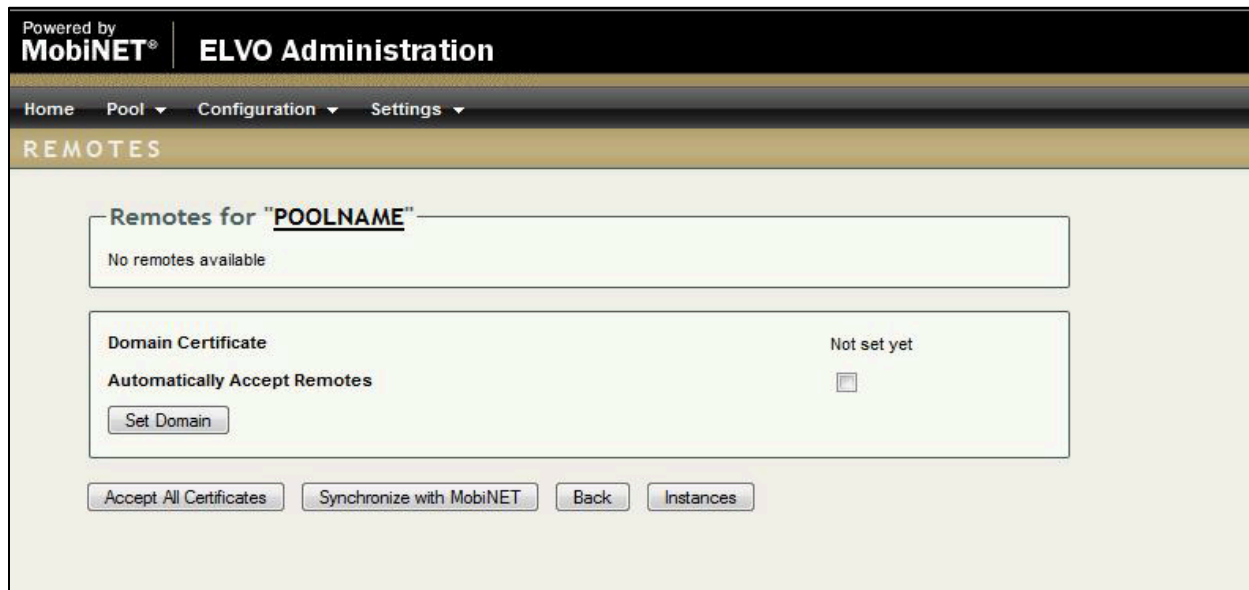 Powered by
MobiNET® ELVO Administration
Home Pool Configuration Settings
REMOTES
Remotes for "POOLNAME"
No remotes available
Domain Certificate Not set yet
Automatically Accept Remotes
Set Domain
Accept All Certificates Synchronize with MobiNET Back Instances